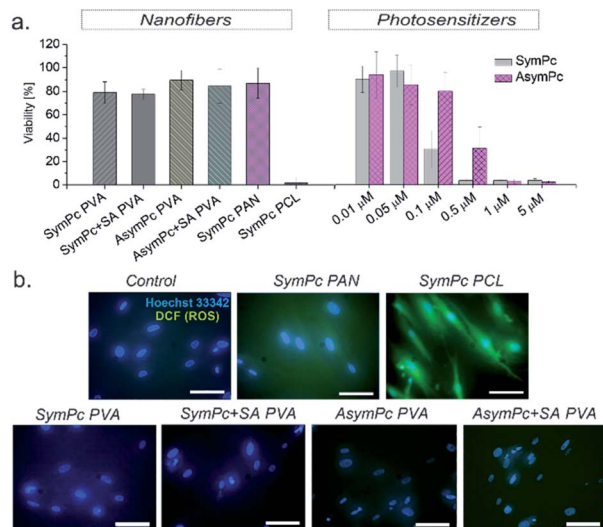 a.
Nanofibers
Photosensitizers
Viability [%]
120
100
80
60
40
20
0
SymPc
AsymPc
SymPc PVA
SymPc+SA PVA
AsymPc PVA
AsymPc+SA PVA
SymPc PAN
SymPc PCL
0.01 µM
0.05 µM
0.1 µM
0.5 µM
1 µM
5 µM
b.
Control
SymPc PAN
SymPc PCL
Hoechst 33342
DCF (ROS)
SymPc PVA
SymPc+SA PVA
AsymPc PVA
AsymPc+SA PVA